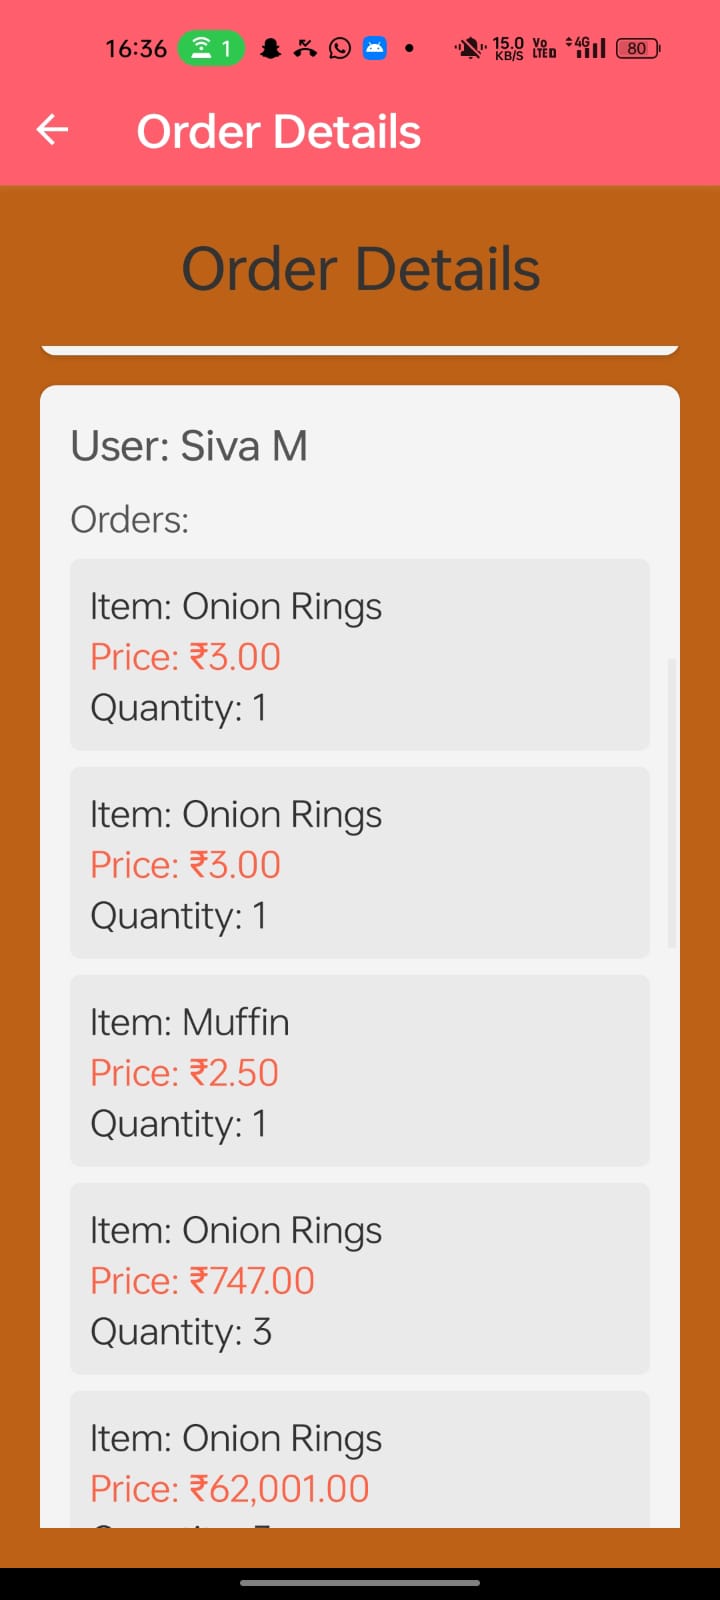 16:36 1 15.0 KB/S Vo LTE D 4G 80
Order Details
Order Details
User: Siva M
Orders:
Item: Onion Rings
Price: ₹3.00
Quantity: 1
Item: Onion Rings
Price: ₹3.00
Quantity: 1
Item: Muffin
Price: ₹2.50
Quantity: 1
Item: Onion Rings
Price: ₹747.00
Quantity: 3
Item: Onion Rings
Price: ₹62,001.00